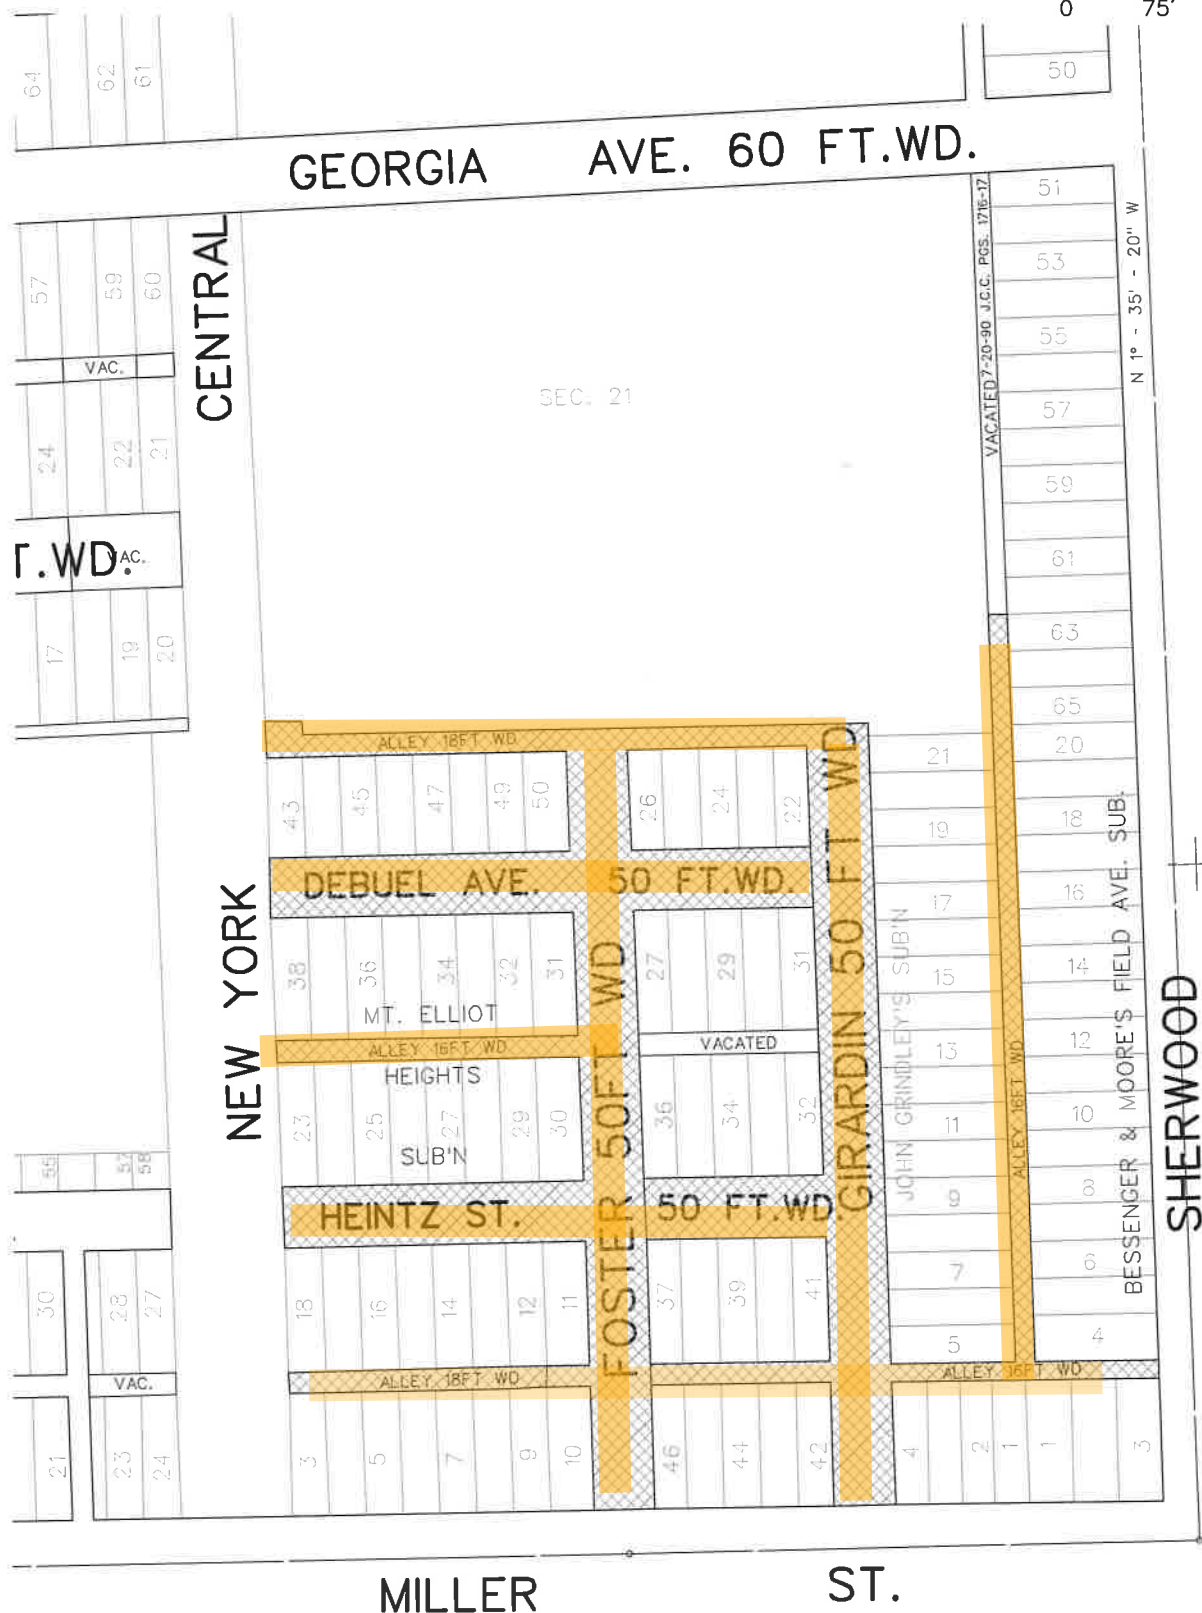 0 75'
64 62 61
50
GEORGIA AVE. 60 FT.WD.
CENTRAL
57 59 60
VAC.
24 22 21
T.WD. VAC.
17 19 20
SEC. 21
VACATED 7-20-90 J.C.C. PGS. 1716-17
51
53
55
57
59
61
63
65
N 1° - 35' - 20" W
ALLEY 18FT WD
43 45 47 49 50
26 24 22
DEBUEL AVE. 50 FT.WD.
38 36 34 32 31
27 29 31
MT. ELLIOT
ALLEY 16FT WD
VACATED
HEIGHTS
23 25 27 29 30
36 34 32
SUB'N
HEINTZ ST. 50 FT.WD.
18 16 14 12 11
37 39 41
ALLEY 18FT WD
ALLEY 16FT WD
3 5 7 9 10
46 44 42
4 2 1 1 3
FOSTER 50FT WD
GIRARDIN 50 FT WD
21
19
17
15
13
11
9
7
5
JOHN GRINDLEY'S SUB'N
ALLEY 16FT WD
20
18
16
14
12
10
8
6
4
BESSENGER & MOORE'S FIELD AVE. SUB.
SHERWOOD
NEW YORK
55 57 58
30 28 27
VAC.
21 23 24
MILLER ST.